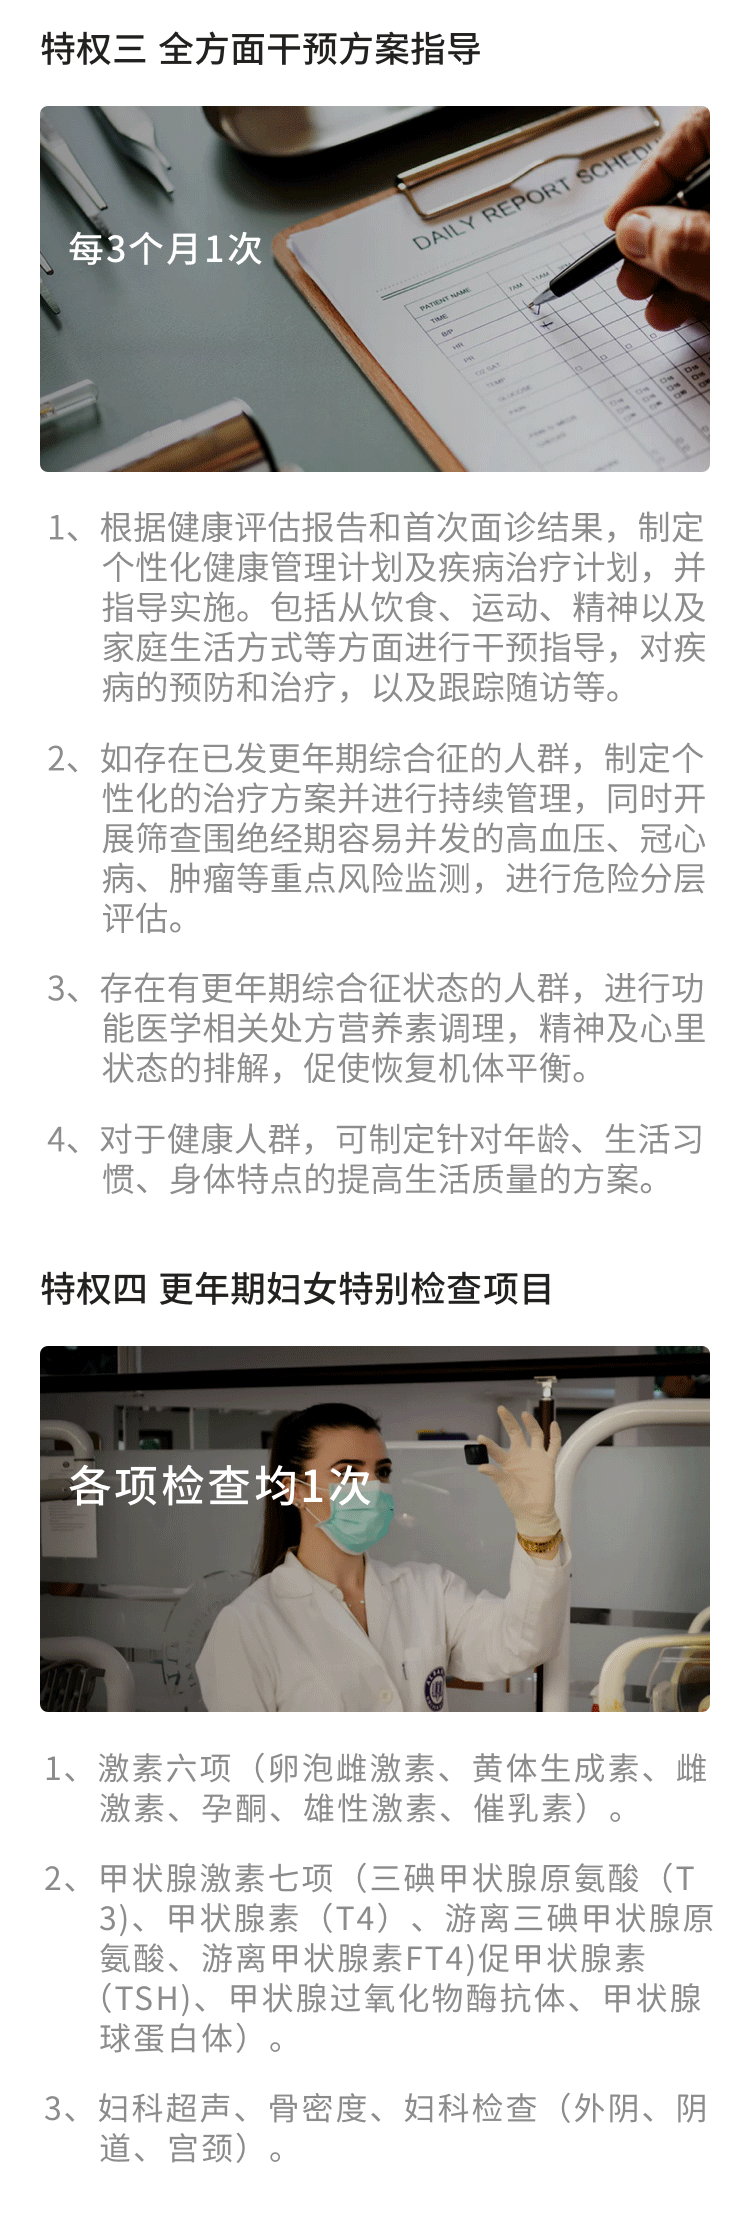 特权三 全方面干预方案指导
每3个月1次
DAILY REPORT SCHEDU
PATIENT NAME
7AM 11AM
TIME
B/P
HR
PR
O2 SAT
TEMP
GLUCOSE
PAIN
1、根据健康评估报告和首次面诊结果，制定
个性化健康管理计划及疾病治疗计划，并
指导实施。包括从饮食、运动、精神以及
家庭生活方式等方面进行干预指导，对疾
病的预防和治疗，以及跟踪随访等。
2、如存在已发更年期综合征的人群，制定个
性化的治疗方案并进行持续管理，同时开
展筛查围绝经期容易并发的高血压、冠心
病、肿瘤等重点风险监测，进行危险分层
评估。
3、存在有更年期综合征状态的人群，进行功
能医学相关处方营养素调理，精神及心里
状态的排解，促使恢复机体平衡。
4、对于健康人群，可制定针对年龄、生活习
惯、身体特点的提高生活质量的方案。
特权四 更年期妇女特别检查项目
各项检查均1次
1、激素六项（卵泡雌激素、黄体生成素、雌
激素、孕酮、雄性激素、催乳素）。
2、甲状腺激素七项（三碘甲状腺原氨酸（T
3)、甲状腺素（T4）、游离三碘甲状腺原
氨酸、游离甲状腺素FT4)促甲状腺素
（TSH)、甲状腺过氧化物酶抗体、甲状腺
球蛋白体）。
3、妇科超声、骨密度、妇科检查（外阴、阴
道、宫颈）。